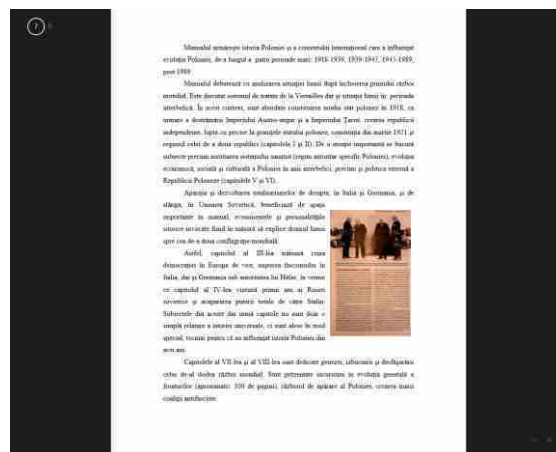 7
Manualul urmărește istoria Poloniei și a contextului internațional care a influențat
evoluția Poloniei, de-a lungul a patru perioade mari: 1918-1939, 1939-1945, 1945-1989,
post 1989.
Manualul debutează cu analizarea situației lumii după încheierea primului război
mondial. Este discutat sistemul de tratate de la Versailles dar și situația lumii în perioada
interbelică. În acest context, sunt abordate constituirea noului stat polonez în 1918, ca
urmare a destrămării Imperiului Austro-ungar și a Imperiului Țarist, crearea republicii
independente, lupta cu precise la granițele statului polonez, constituția din martie 1921 și
regimul celei de a doua republici (capitolele I și II). De o atenție importantă se bucură
subiecte precum instituirea sistemului sanației (regim autoritar specific Poloniei), evoluția
economică, socială și culturală a Poloniei în anii interbelici, precum și politica externă a
Republicii Poloneze (capitolele V și VI).
Apariția și dezvoltarea totalitarismelor de dreapta, în Italia și Germania, și de
stânga, în Uniunea Sovietică, beneficiază de spații
importante în manual, evenimentele și personalitățile
istorice invocate fiind în măsură să explice drumul lumii
spre cea de-a doua conflagrație mondială.
Astfel, capitolul al III-lea tratează criza
democrației în Europa de vest, nașterea fascismului în
Italia, dar și Germania sub autoritatea lui Hitler, în vreme
ce capitolul al IV-lea vizează primii ani ai Rusiei
sovietice și acapararea puterii totale de către Stalin.
Subiectele din aceste din urmă capitole nu sunt doar o
simplă relatare a istoriei universale, ci sunt alese în mod
special, tocmai pentru că au influențat istoria Poloniei din
acei ani.
Capitolele al VII-lea și al VIII-lea sunt dedicate genezei, izbucnirii și desfășurării
celui de-al doilea război mondial. Sunt prezentate incursiuni în evoluția generală a
fronturilor (aproximativ 100 de pagini), războiul de apărare al Poloniei, crearea marii
coaliții antifasciste.